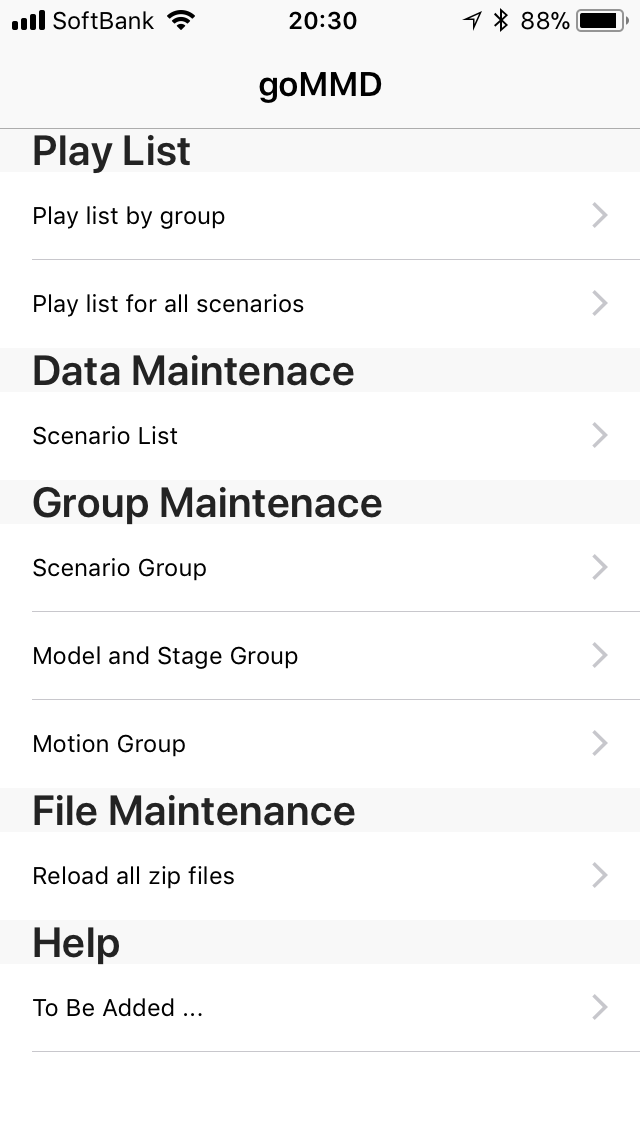 SoftBank 20:30 88%
goMMD
Play List
Play list by group
Play list for all scenarios
Data Maintenace
Scenario List
Group Maintenace
Scenario Group
Model and Stage Group
Motion Group
File Maintenance
Reload all zip files
Help
To Be Added ...